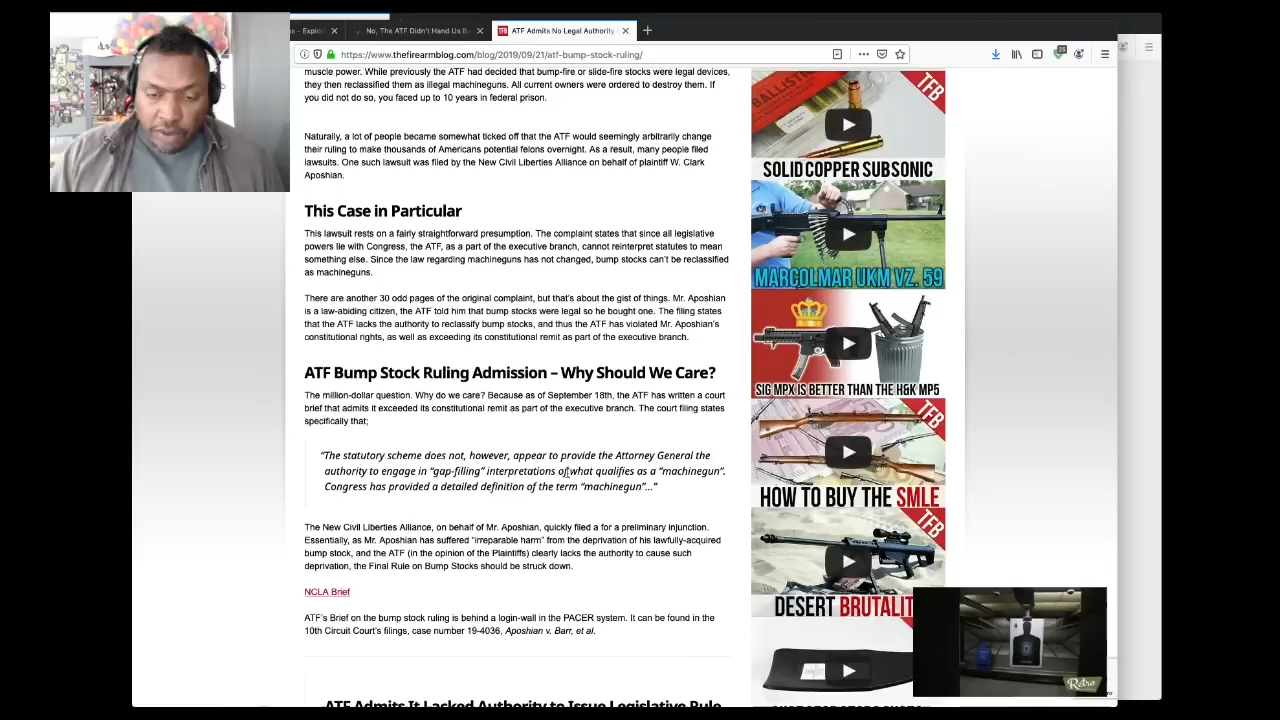 No, The ATF Didn't Hand Us B
ATF Admits No Legal Authority
https://www.thefirearmblog.com/blog/2019/09/21/atf-bump-stock-ruling/
muscle power. While previously the ATF had decided that bump-fire or slide-fire stocks were legal devices,
they then reclassified them as illegal machineguns. All current owners were ordered to destroy them. If
you did not do so, you faced up to 10 years in federal prison.
Naturally, a lot of people became somewhat ticked off that the ATF would seemingly arbitrarily change
their ruling to make thousands of Americans potential felons overnight. As a result, many people filed
lawsuits. One such lawsuit was filed by the New Civil Liberties Alliance on behalf of plaintiff W. Clark
Aposhian.
This Case in Particular
This lawsuit rests on a fairly straightforward presumption. The complaint states that since all legislative
powers lie with Congress, the ATF, as a part of the executive branch, cannot reinterpret statutes to mean
something else. Since the law regarding machineguns has not changed, bump stocks can't be reclassified
as machineguns.
There are another 30 odd pages of the original complaint, but that's about the gist of things. Mr. Aposhian
is a law-abiding citizen, the ATF told him that bump stocks were legal so he bought one. The filing states
that the ATF lacks the authority to reclassify bump stocks, and thus the ATF has violated Mr. Aposhian's
constitutional rights, as well as exceeding its constitutional remit as part of the executive branch.
ATF Bump Stock Ruling Admission – Why Should We Care?
The million-dollar question. Why do we care? Because as of September 18th, the ATF has written a court
brief that admits it exceeded its constitutional remit as part of the executive branch. The court filing states
specifically that;
"The statutory scheme does not, however, appear to provide the Attorney General the
authority to engage in "gap-filling" interpretations of what qualifies as a "machinegun".
Congress has provided a detailed definition of the term "machinegun"..."
The New Civil Liberties Alliance, on behalf of Mr. Aposhian, quickly filed a for a preliminary injunction.
Essentially, as Mr. Aposhian has suffered "irreparable harm" from the deprivation of his lawfully-acquired
bump stock, and the ATF (in the opinion of the Plaintiffs) clearly lacks the authority to cause such
deprivation, the Final Rule on Bump Stocks should be struck down.
NCLA Brief
ATF's Brief on the bump stock ruling is behind a login-wall in the PACER system. It can be found in the
10th Circuit Court's filings, case number 19-4036, Aposhian v. Barr, et al.
ATF Admits It Lacked Authority to Issue Legislative Rule
BALLISTIC
TFB
SOLID COPPER SUBSONIC
MARCOLMAR UKM VZ. 59
SIG MPX IS BETTER THAN THE H&K MP5
TFB
HOW TO BUY THE SMLE
TFB
DESERT BRUTALIT
Retro